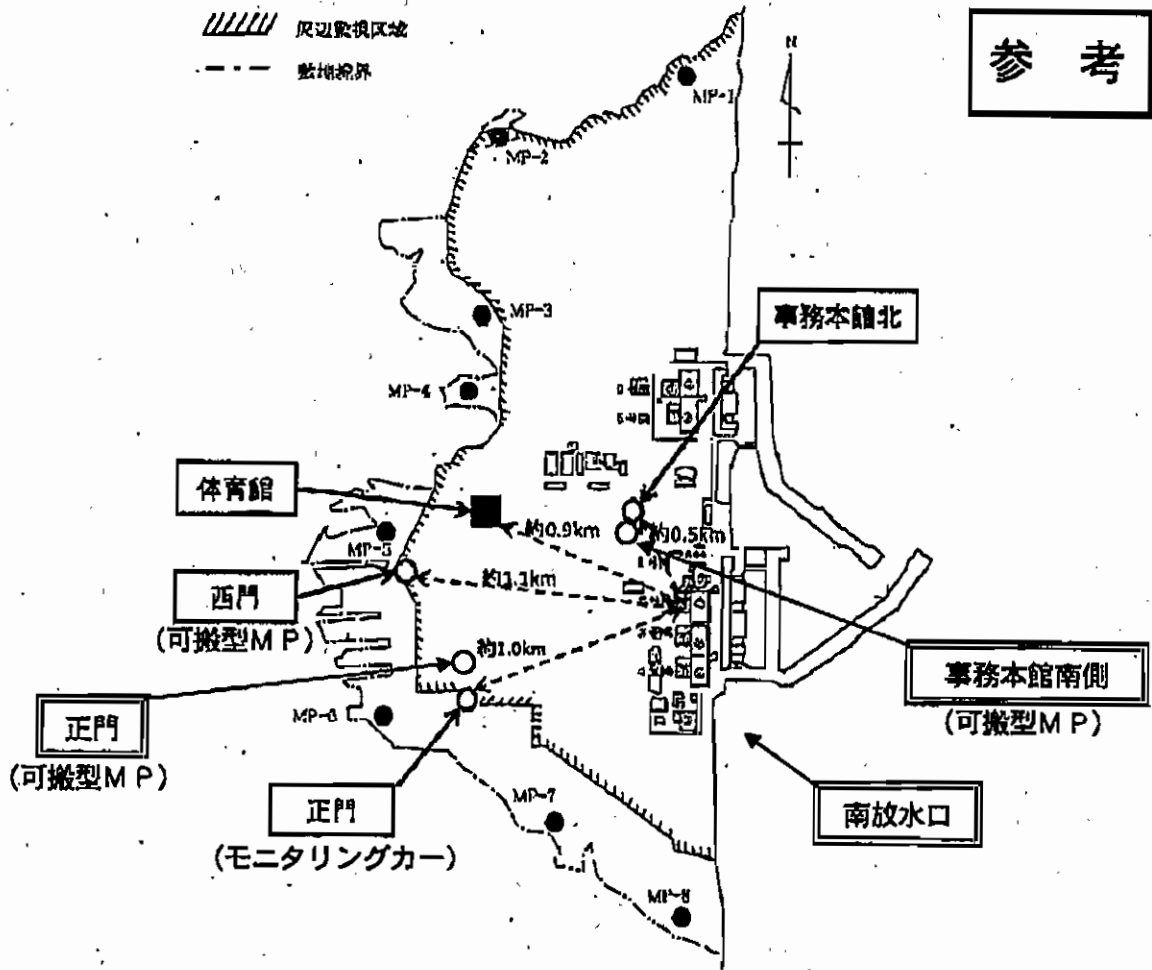 周辺監視区域
敷地境界
参 考
N
MP-1
MP-2
MP-3
事務本館北
MP-4
体育館
約0.9km
約0.5km
MP-5
約1.1km
西門
(可搬型MP)
約1.0km
事務本館南側
(可搬型MP)
正門
(可搬型MP)
MP-6
正門
(モニタリングカー)
MP-7
南放水口
MP-8